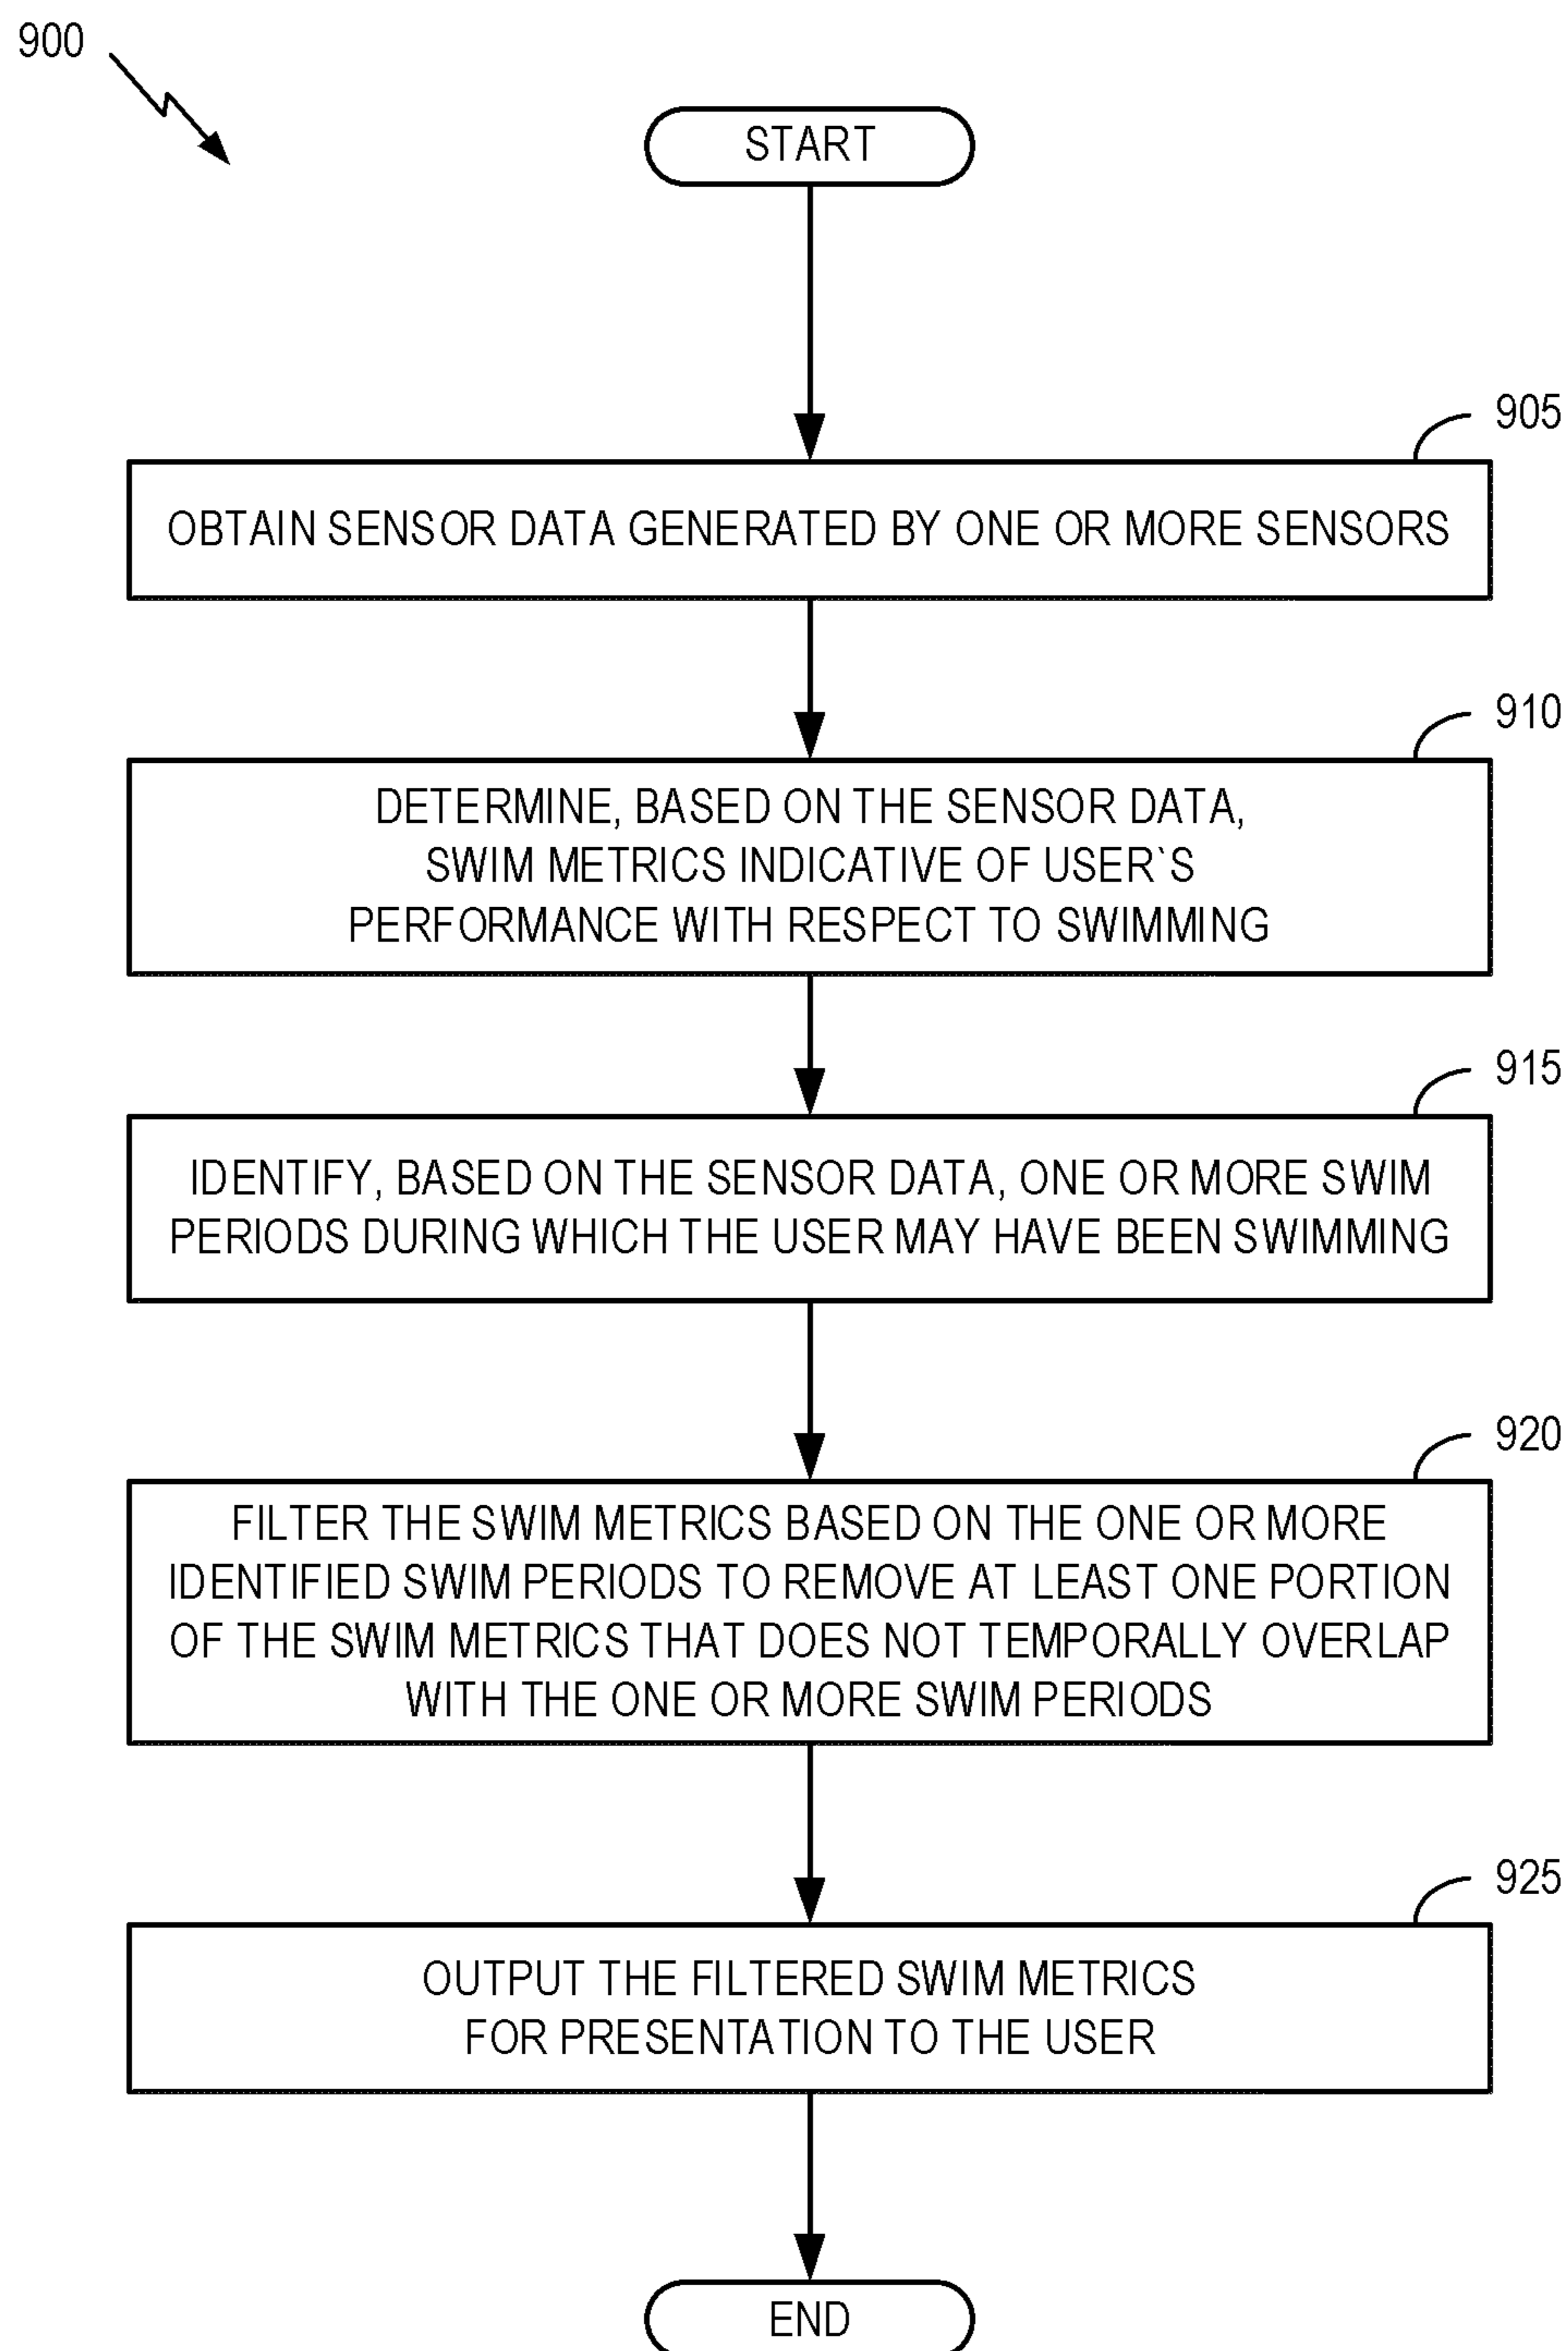 900
START
905
OBTAIN SENSOR DATA GENERATED BY ONE OR MORE SENSORS
910
DETERMINE, BASED ON THE SENSOR DATA,
SWIM METRICS INDICATIVE OF USER`S
PERFORMANCE WITH RESPECT TO SWIMMING
915
IDENTIFY, BASED ON THE SENSOR DATA, ONE OR MORE SWIM
PERIODS DURING WHICH THE USER MAY HAVE BEEN SWIMMING
920
FILTER THE SWIM METRICS BASED ON THE ONE OR MORE
IDENTIFIED SWIM PERIODS TO REMOVE AT LEAST ONE PORTION
OF THE SWIM METRICS THAT DOES NOT TEMPORALLY OVERLAP
WITH THE ONE OR MORE SWIM PERIODS
925
OUTPUT THE FILTERED SWIM METRICS
FOR PRESENTATION TO THE USER
END